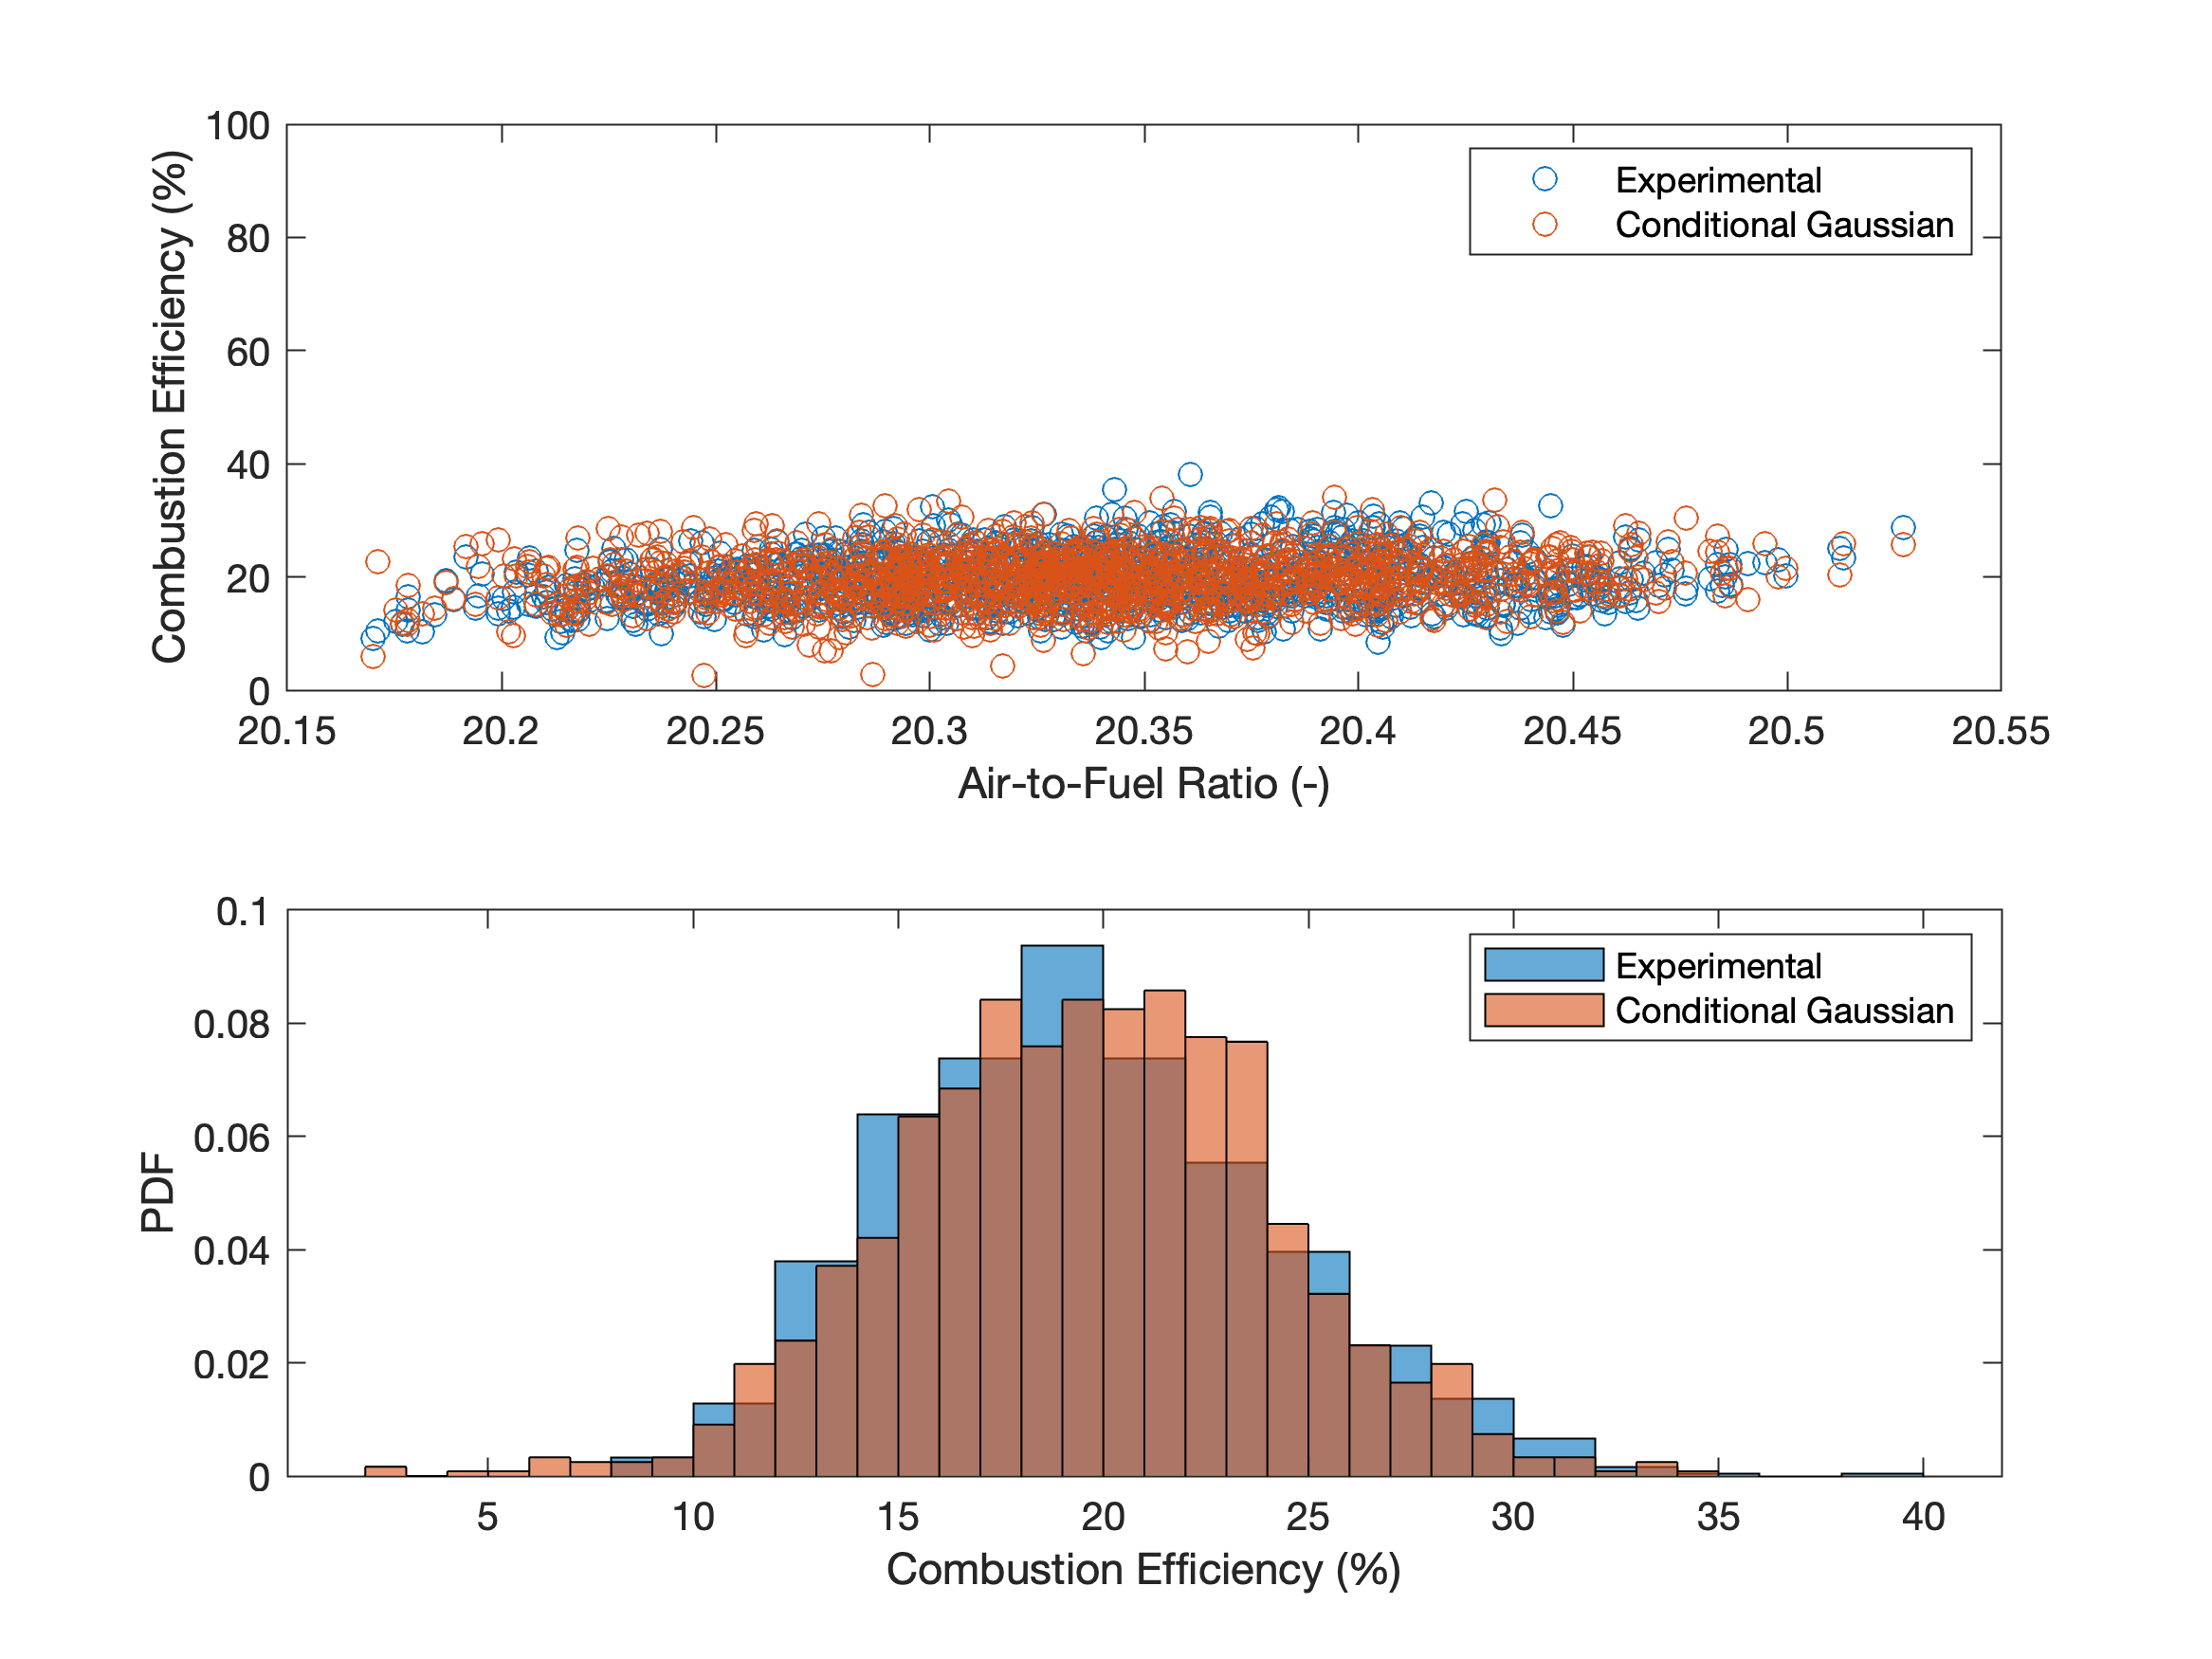 100
80
60
40
20
0
Combustion Efficiency (%)
Experimental
Conditional Gaussian
20.15 20.2 20.25 20.3 20.35 20.4 20.45 20.5 20.55
Air-to-Fuel Ratio (-)
0.1
0.08
0.06
0.04
0.02
0
PDF
Experimental
Conditional Gaussian
5 10 15 20 25 30 35 40
Combustion Efficiency (%)